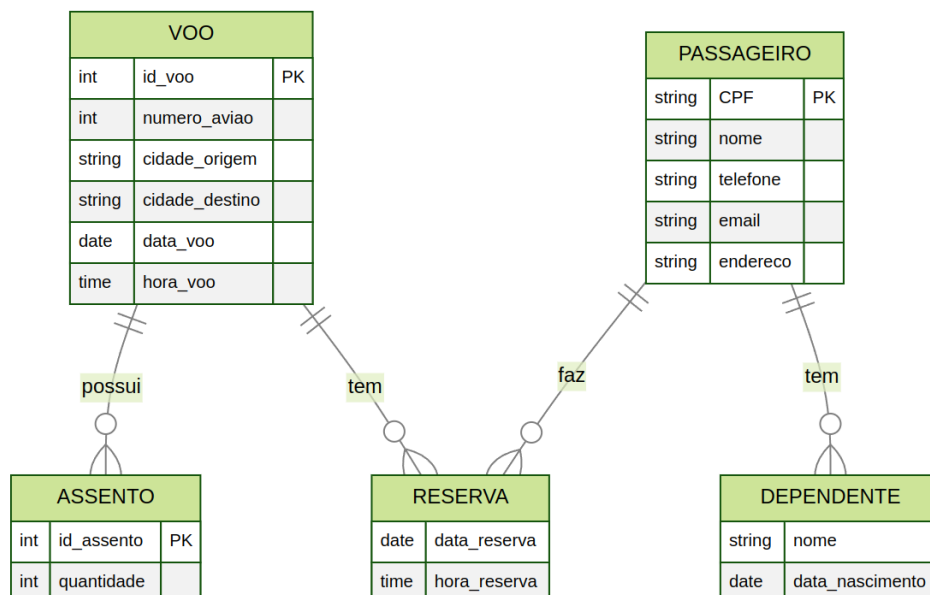 VOO
int id_voo PK
int numero_aviao
string cidade_origem
string cidade_destino
date data_voo
time hora_voo
PASSAGEIRO
string CPF PK
string nome
string telefone
string email
string endereco
possui
tem
faz
tem
ASSENTO
int id_assento PK
int quantidade
RESERVA
date data_reserva
time hora_reserva
DEPENDENTE
string nome
date data_nascimento